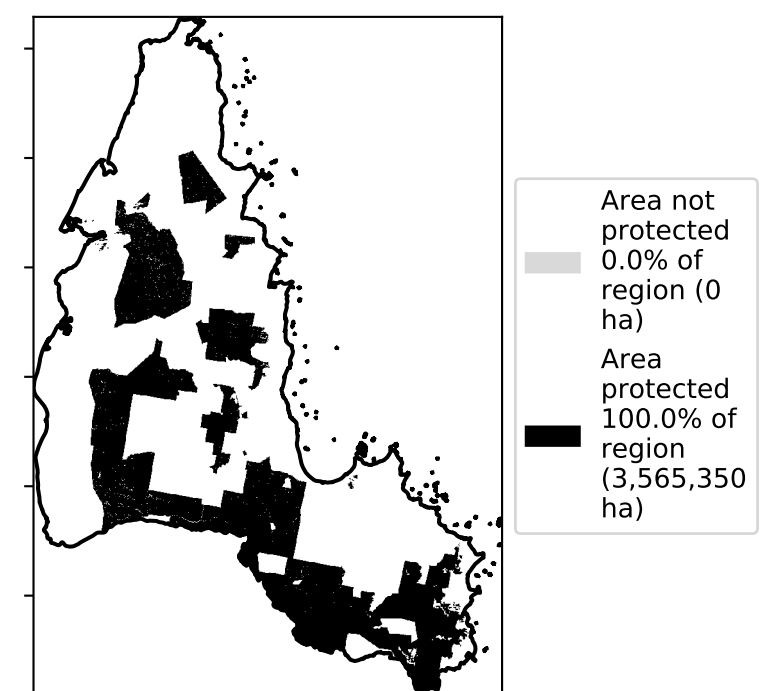 Area not
protected
0.0% of
region (0
ha)
Area
protected
100.0% of
region
(3,565,350
ha)